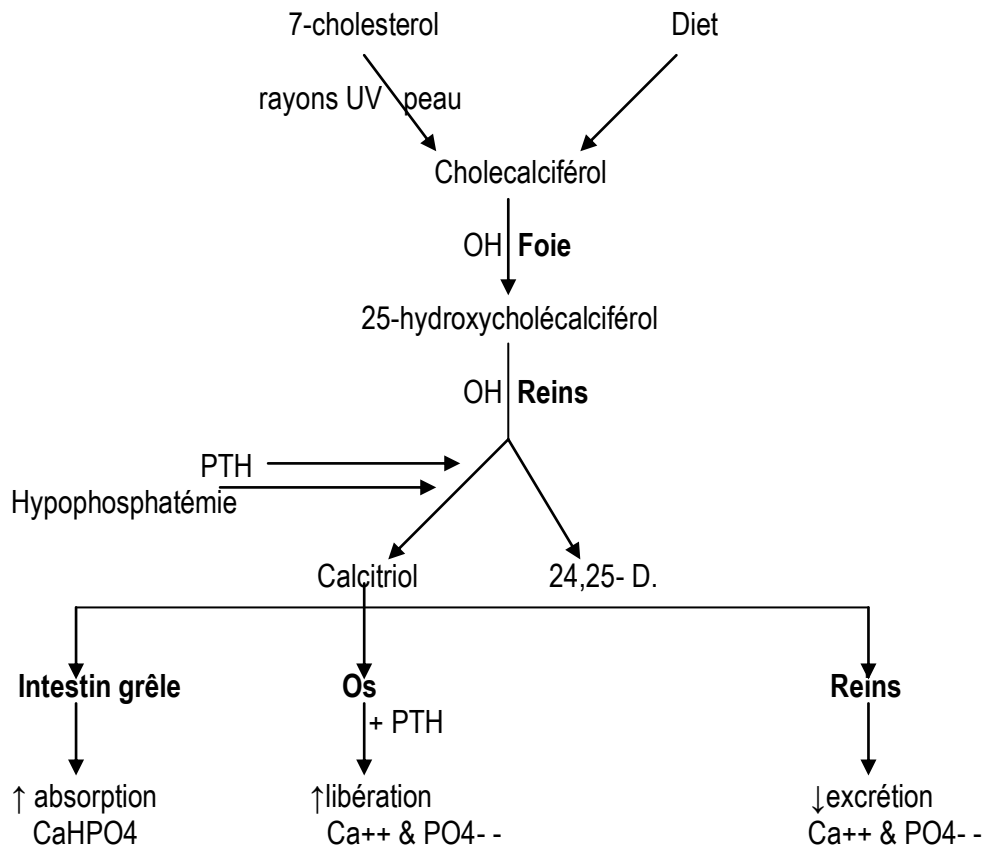 7-cholesterol Diet
rayons UV peau
Cholecalciférol
OH Foie
25-hydroxycholécalciférol
OH Reins
PTH
Hypophosphatémie
Calcitriol 24,25- D.
Intestin grêle Os Reins
+ PTH
↑ absorption ↑libération ↓excrétion
CaHPO4 Ca++ & PO4- - Ca++ & PO4- -